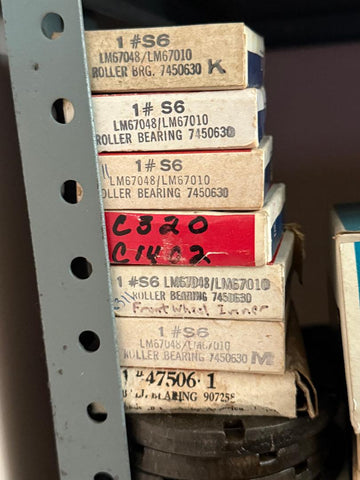 1 #S6
LM67048/LM67010
ROLLER BRG. 7450630 K
1# S6
LM67048/LM67010
ROLLER BEARING 7450630
1# S6
LM67048/LM67010
ROLLER BEARING 7450630
C320
C1402
1 #S6 LM67048/LM67010
ROLLER BEARING 7450630
Front Wheel Inner
1 #S6
LM67048/LM67010
ROLLER BEARING 7450630 M
1 #47506-1
BEARING 907258